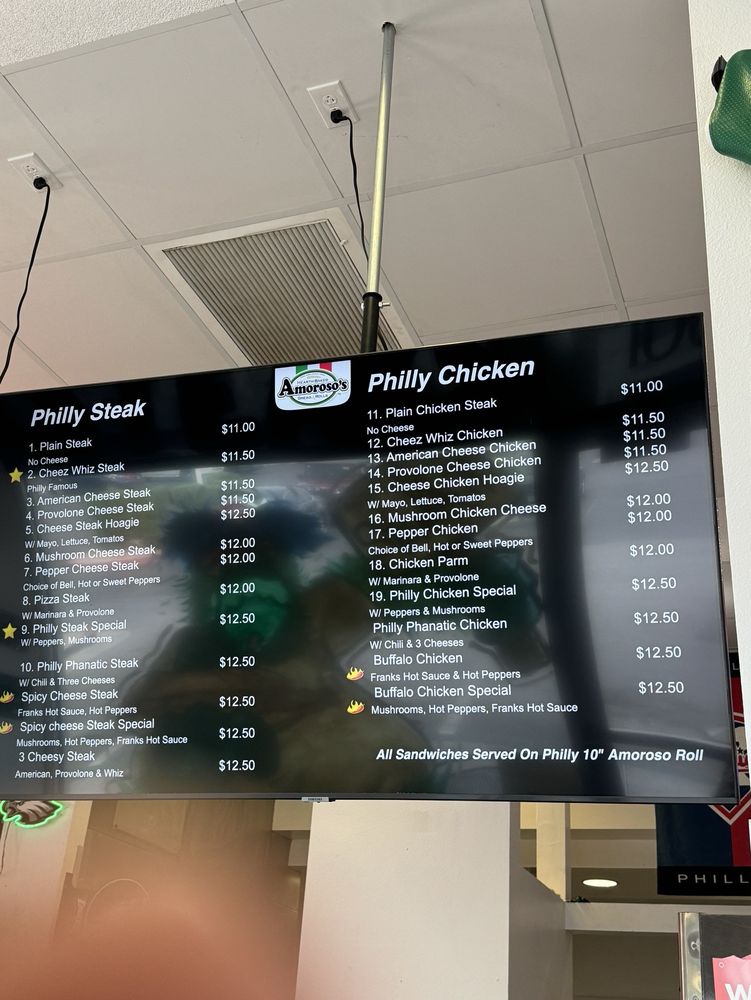 HEARTH BAKED
Amoroso's
BREAD & ROLLS
Philly Steak
1. Plain Steak $11.00
No Cheese
2. Cheez Whiz Steak $11.50
Philly Famous
3. American Cheese Steak $11.50
4. Provolone Cheese Steak $11.50
5. Cheese Steak Hoagie $12.50
W/ Mayo, Lettuce, Tomatos
6. Mushroom Cheese Steak $12.00
7. Pepper Cheese Steak $12.00
Choice of Bell, Hot or Sweet Peppers
8. Pizza Steak $12.00
W/ Marinara & Provolone
9. Philly Steak Special $12.50
W/ Peppers, Mushrooms
10. Philly Phanatic Steak $12.50
W/ Chili & Three Cheeses
Spicy Cheese Steak $12.50
Franks Hot Sauce, Hot Peppers
Spicy cheese Steak Special $12.50
Mushrooms, Hot Peppers, Franks Hot Sauce
3 Cheesy Steak $12.50
American, Provolone & Whiz
Philly Chicken
11. Plain Chicken Steak $11.00
No Cheese
12. Cheez Whiz Chicken $11.50
13. American Cheese Chicken $11.50
14. Provolone Cheese Chicken $11.50
15. Cheese Chicken Hoagie $12.50
W/ Mayo, Lettuce, Tomatos
16. Mushroom Chicken Cheese $12.00
17. Pepper Chicken $12.00
Choice of Bell, Hot or Sweet Peppers
18. Chicken Parm $12.00
W/ Marinara & Provolone
19. Philly Chicken Special $12.50
W/ Peppers & Mushrooms
Philly Phanatic Chicken $12.50
W/ Chili & 3 Cheeses
Buffalo Chicken $12.50
Franks Hot Sauce & Hot Peppers
Buffalo Chicken Special $12.50
Mushrooms, Hot Peppers, Franks Hot Sauce
All Sandwiches Served On Philly 10" Amoroso Roll
SAMSUNG
PHILL
W